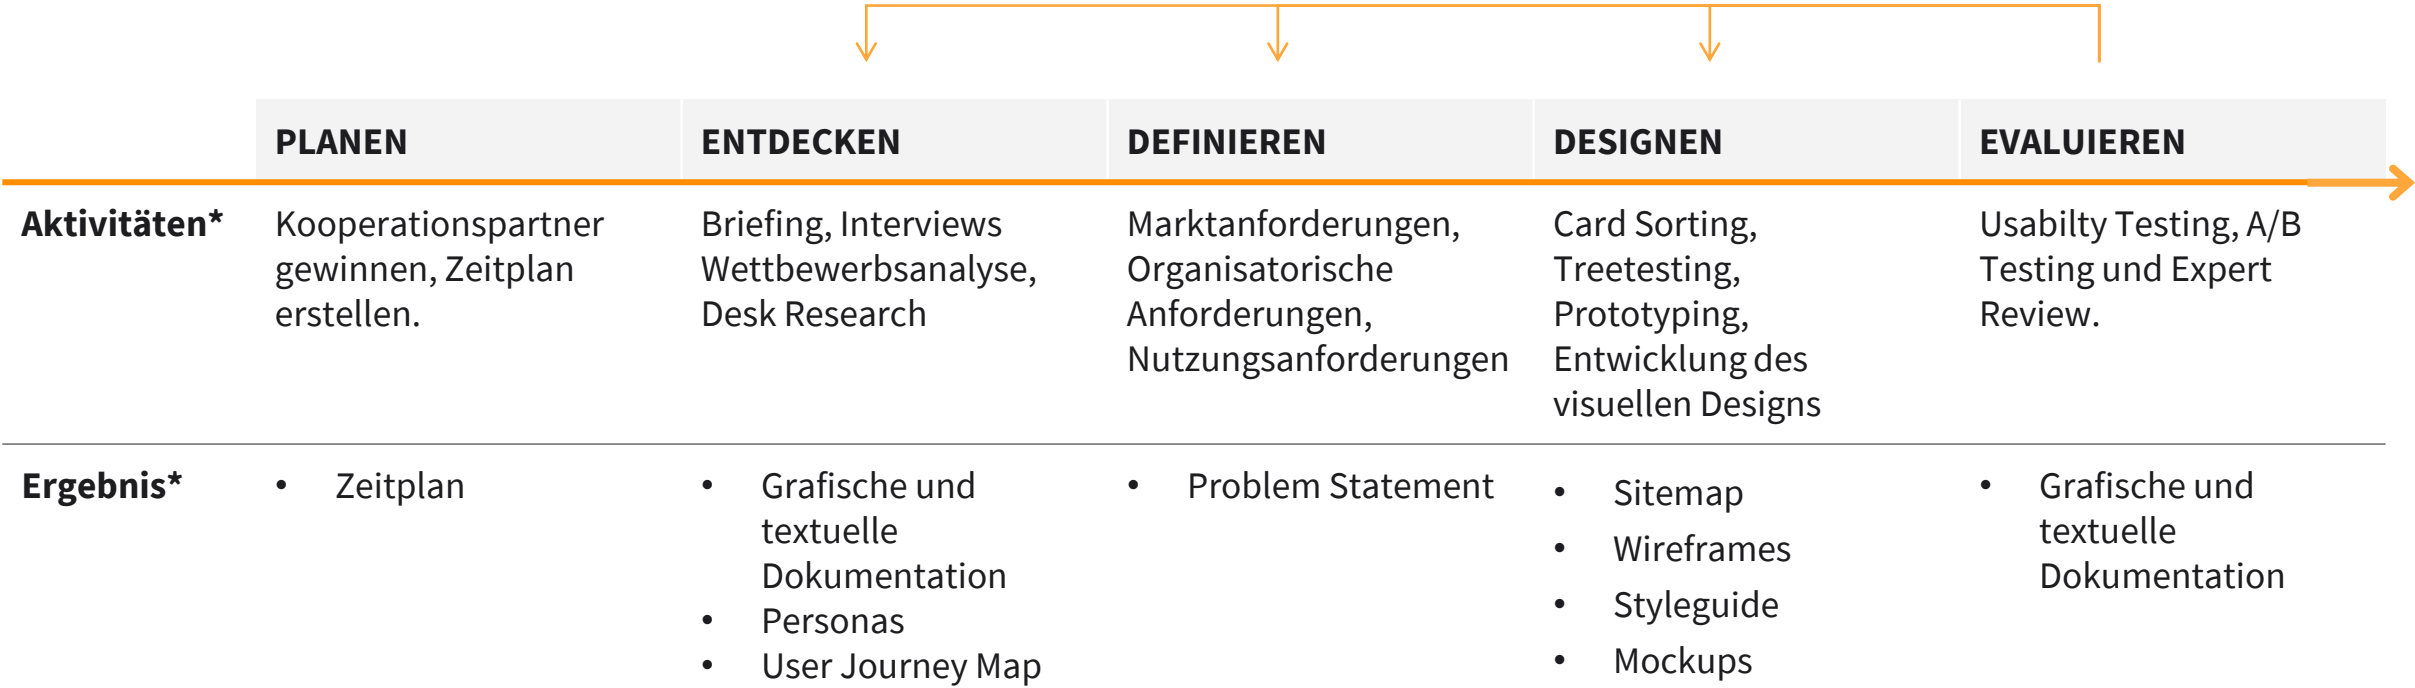 PLANEN
ENTDECKEN
DEFINIEREN
DESIGNEN
EVALUIEREN
Aktivitäten*
Kooperationspartner
gewinnen, Zeitplan
erstellen.
Briefing, Interviews
Wettbewerbsanalyse,
Desk Research
Marktanforderungen,
Organisatorische
Anforderungen,
Nutzungsanforderungen
Card Sorting,
Treetesting,
Prototyping,
Entwicklung des
visuellen Designs
Usabilty Testing, A/B
Testing und Expert
Review.
Ergebnis*
• Zeitplan
• Grafische und
textuelle
Dokumentation
• Personas
• User Journey Map
• Problem Statement
• Sitemap
• Wireframes
• Styleguide
• Mockups
• Grafische und
textuelle
Dokumentation